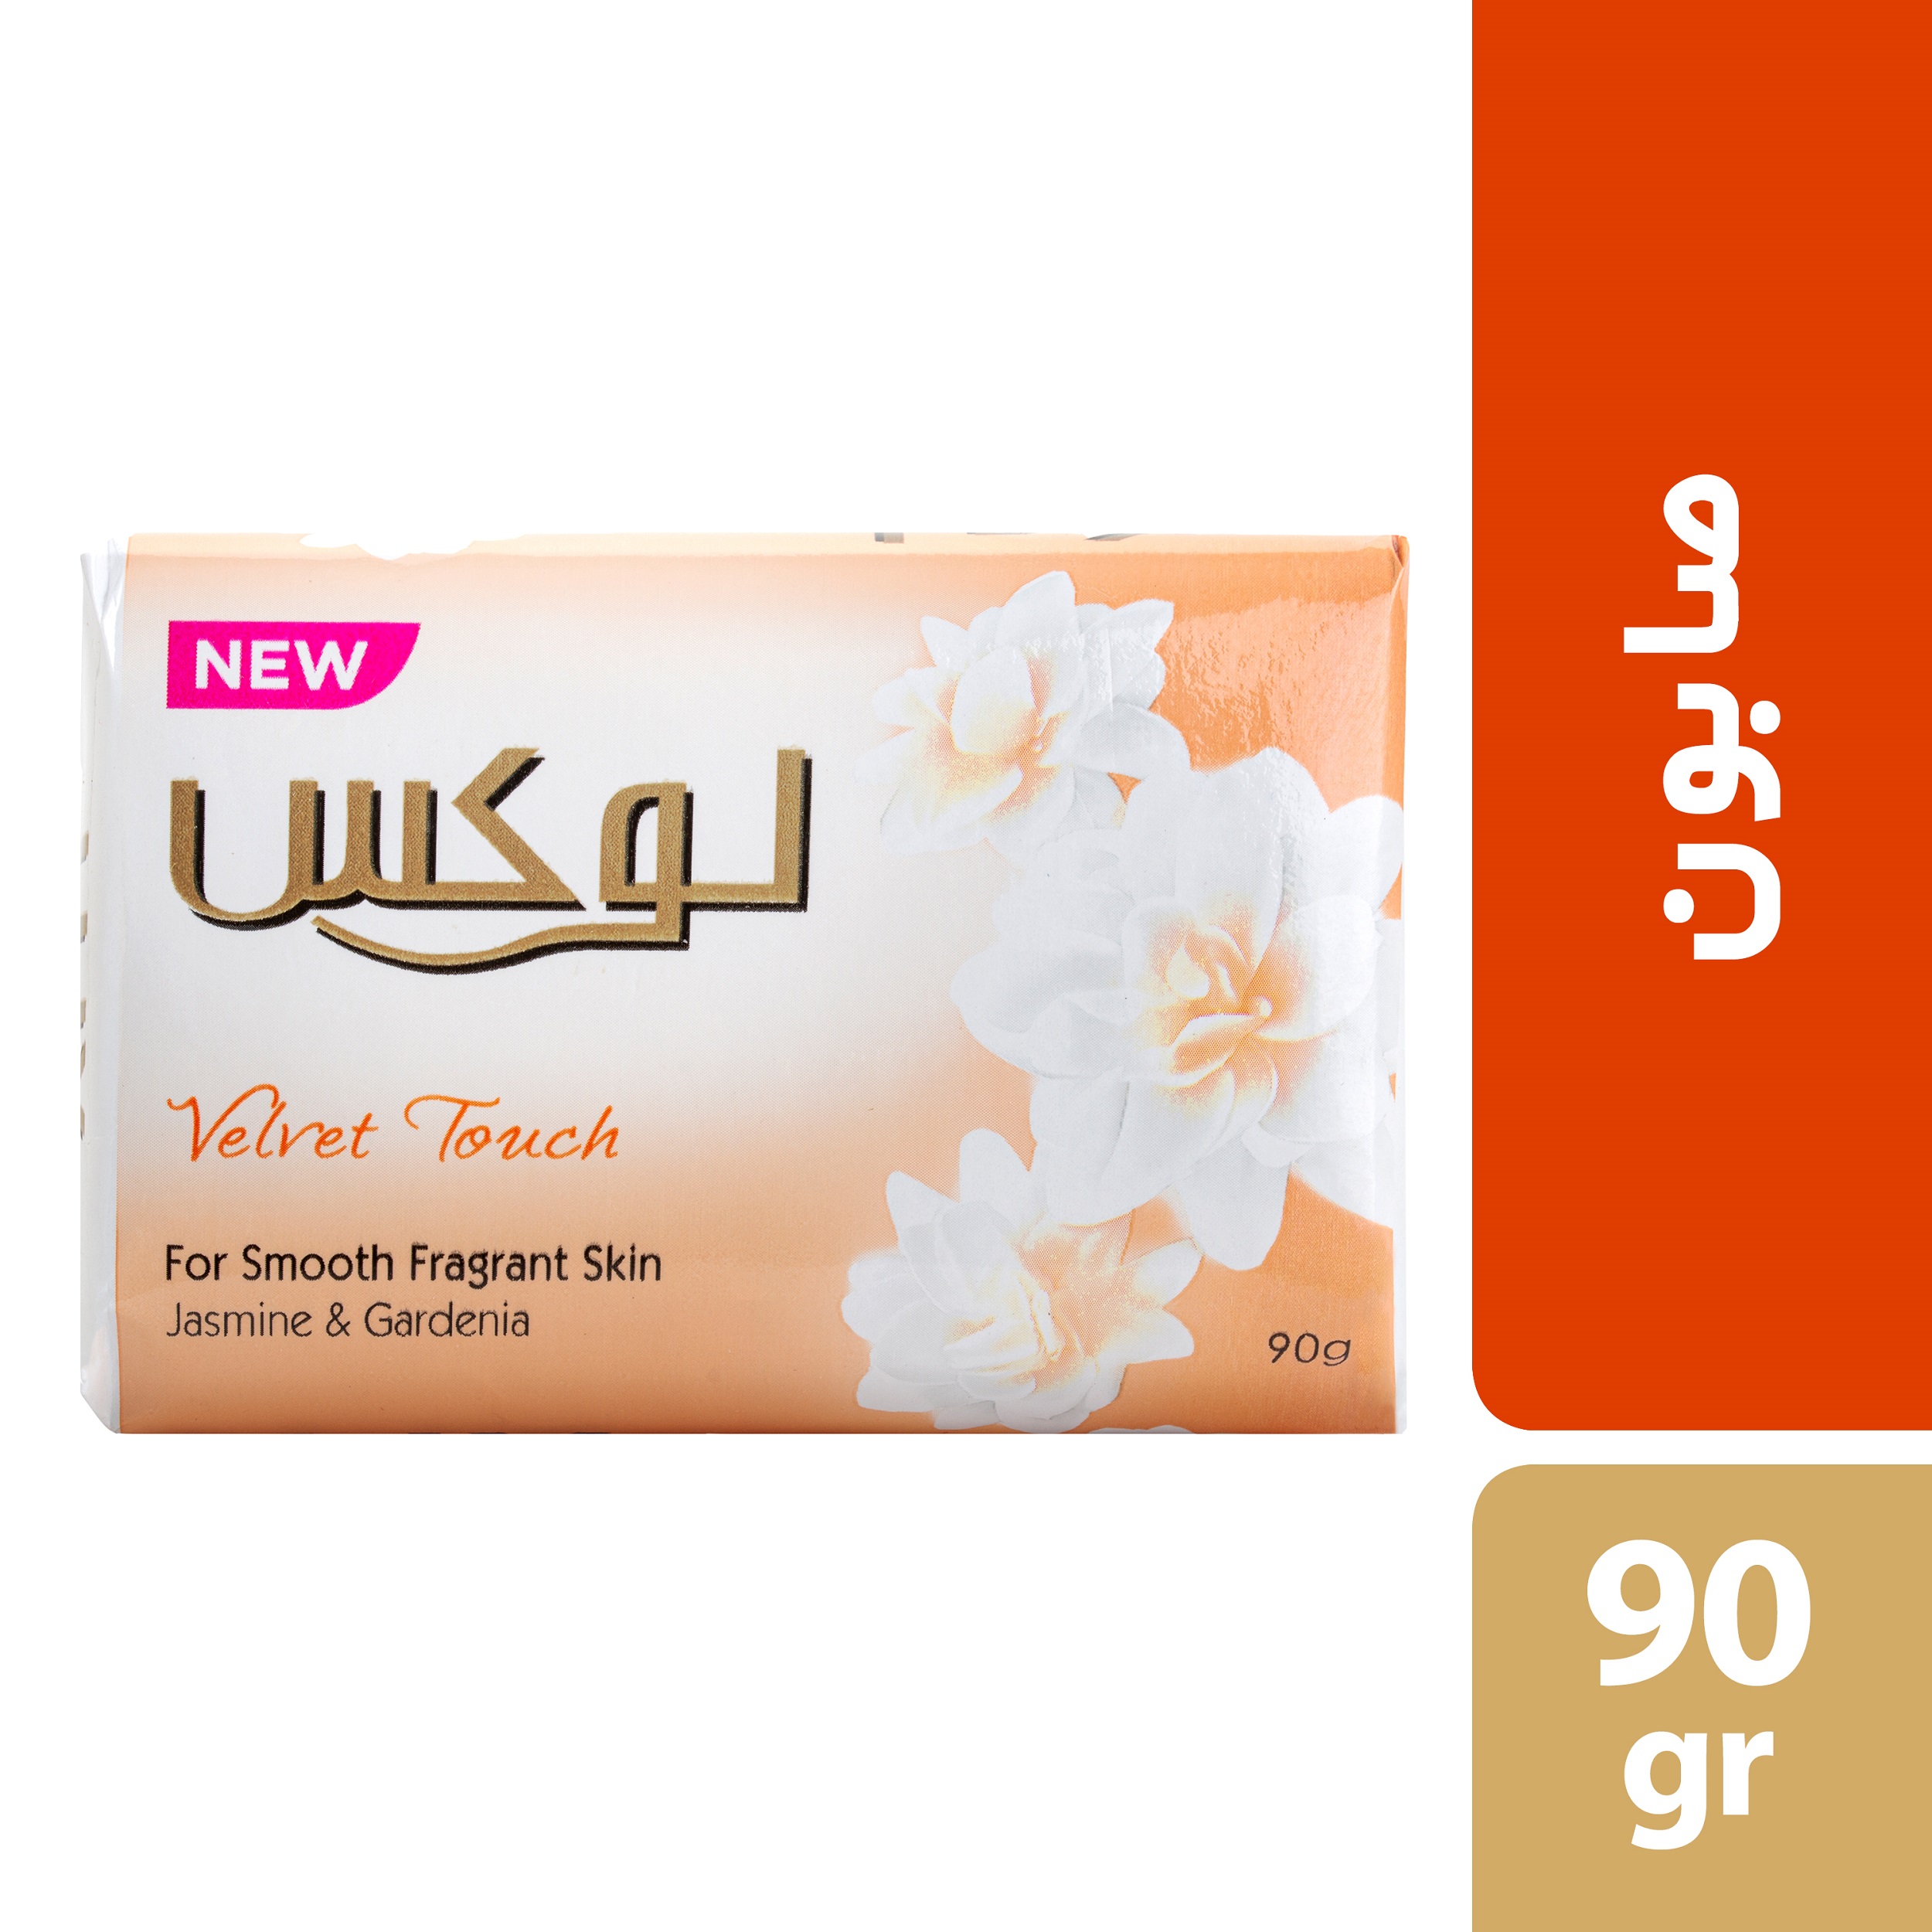 NEW
لوكس
Velvet Touch
For Smooth Fragrant Skin
Jasmine & Gardenia
90g
صابون
90
gr